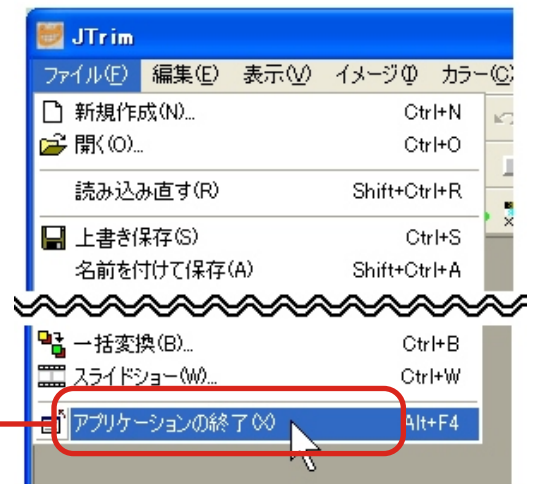 JTrim
ファイル(F) 編集(E) 表示(V) イメージ(I) カラー(C)
新規作成(N)... Ctrl+N
開く(O)... Ctrl+O
読み込み直す(R) Shift+Ctrl+R
上書き保存(S) Ctrl+S
名前を付けて保存(A) Shift+Ctrl+A
一括変換(B)... Ctrl+B
スライドショー(W)... Ctrl+W
アプリケーションの終了(X) Alt+F4